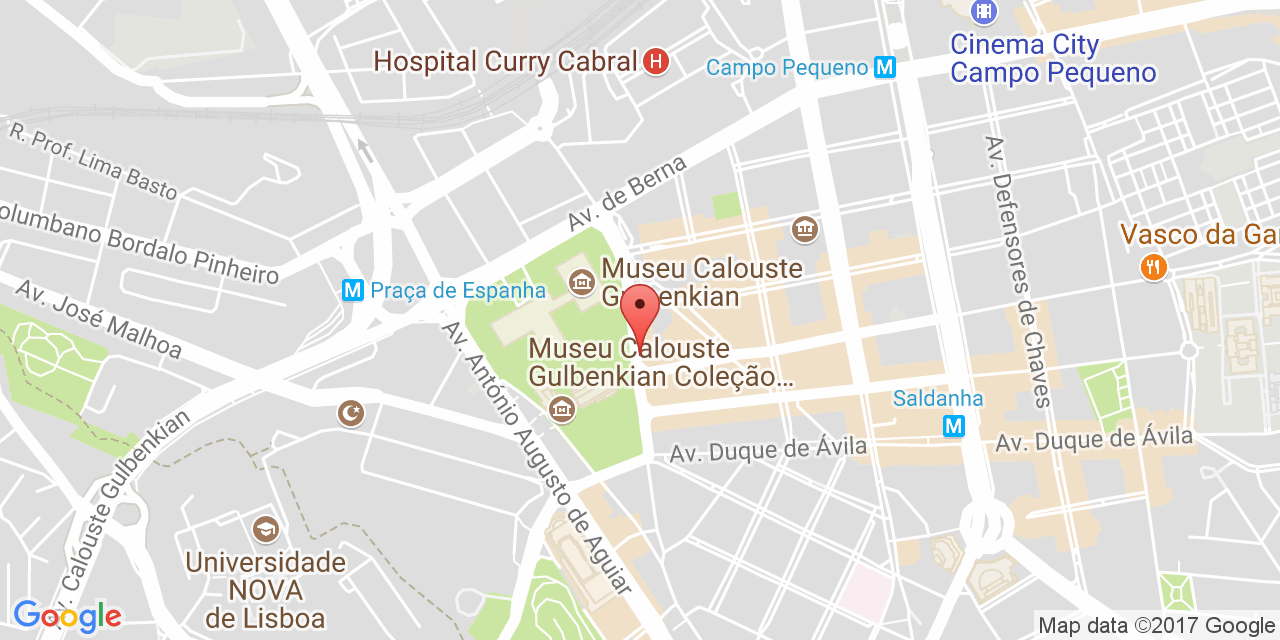 Cinema City
Campo Pequeno
Hospital Curry Cabral
H
Campo Pequeno
M
R. Prof. Lima Basto
Av. de Berna
Av. Defensores de Chaves
olumbano Bordalo Pinheiro
Vasco da Gar
Museu Calouste
Gulbenkian
M
Praça de Espanha
Av. José Malhoa
Museu Calouste
Gulbenkian Coleção...
Av. António Augusto de Aguiar
Saldanha
M
Av. Duque de Ávila
Av. Duque de Ávila
Av. Calouste Gulbenkian
Universidade
NOVA
de Lisboa
Google
Map data ©2017 Google